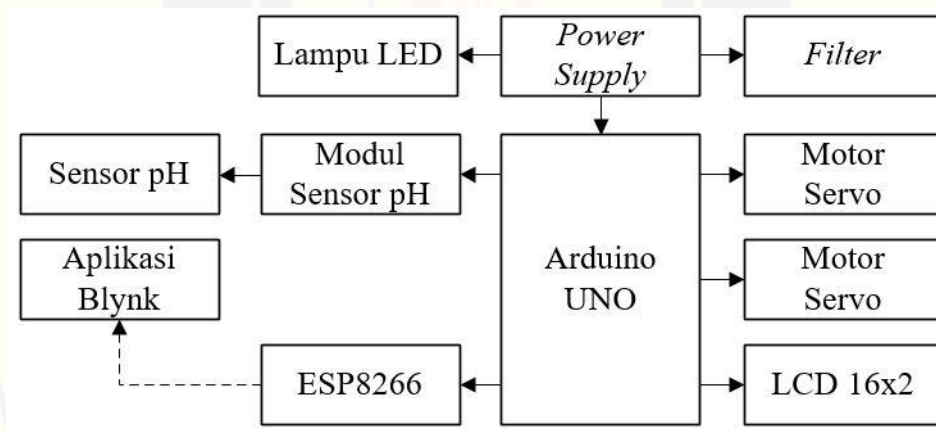 Lampu LED
Power
Supply
Filter
Sensor pH
Modul
Sensor pH
Motor
Servo
Aplikasi
Blynk
Arduino
UNO
Motor
Servo
ESP8266
LCD 16x2